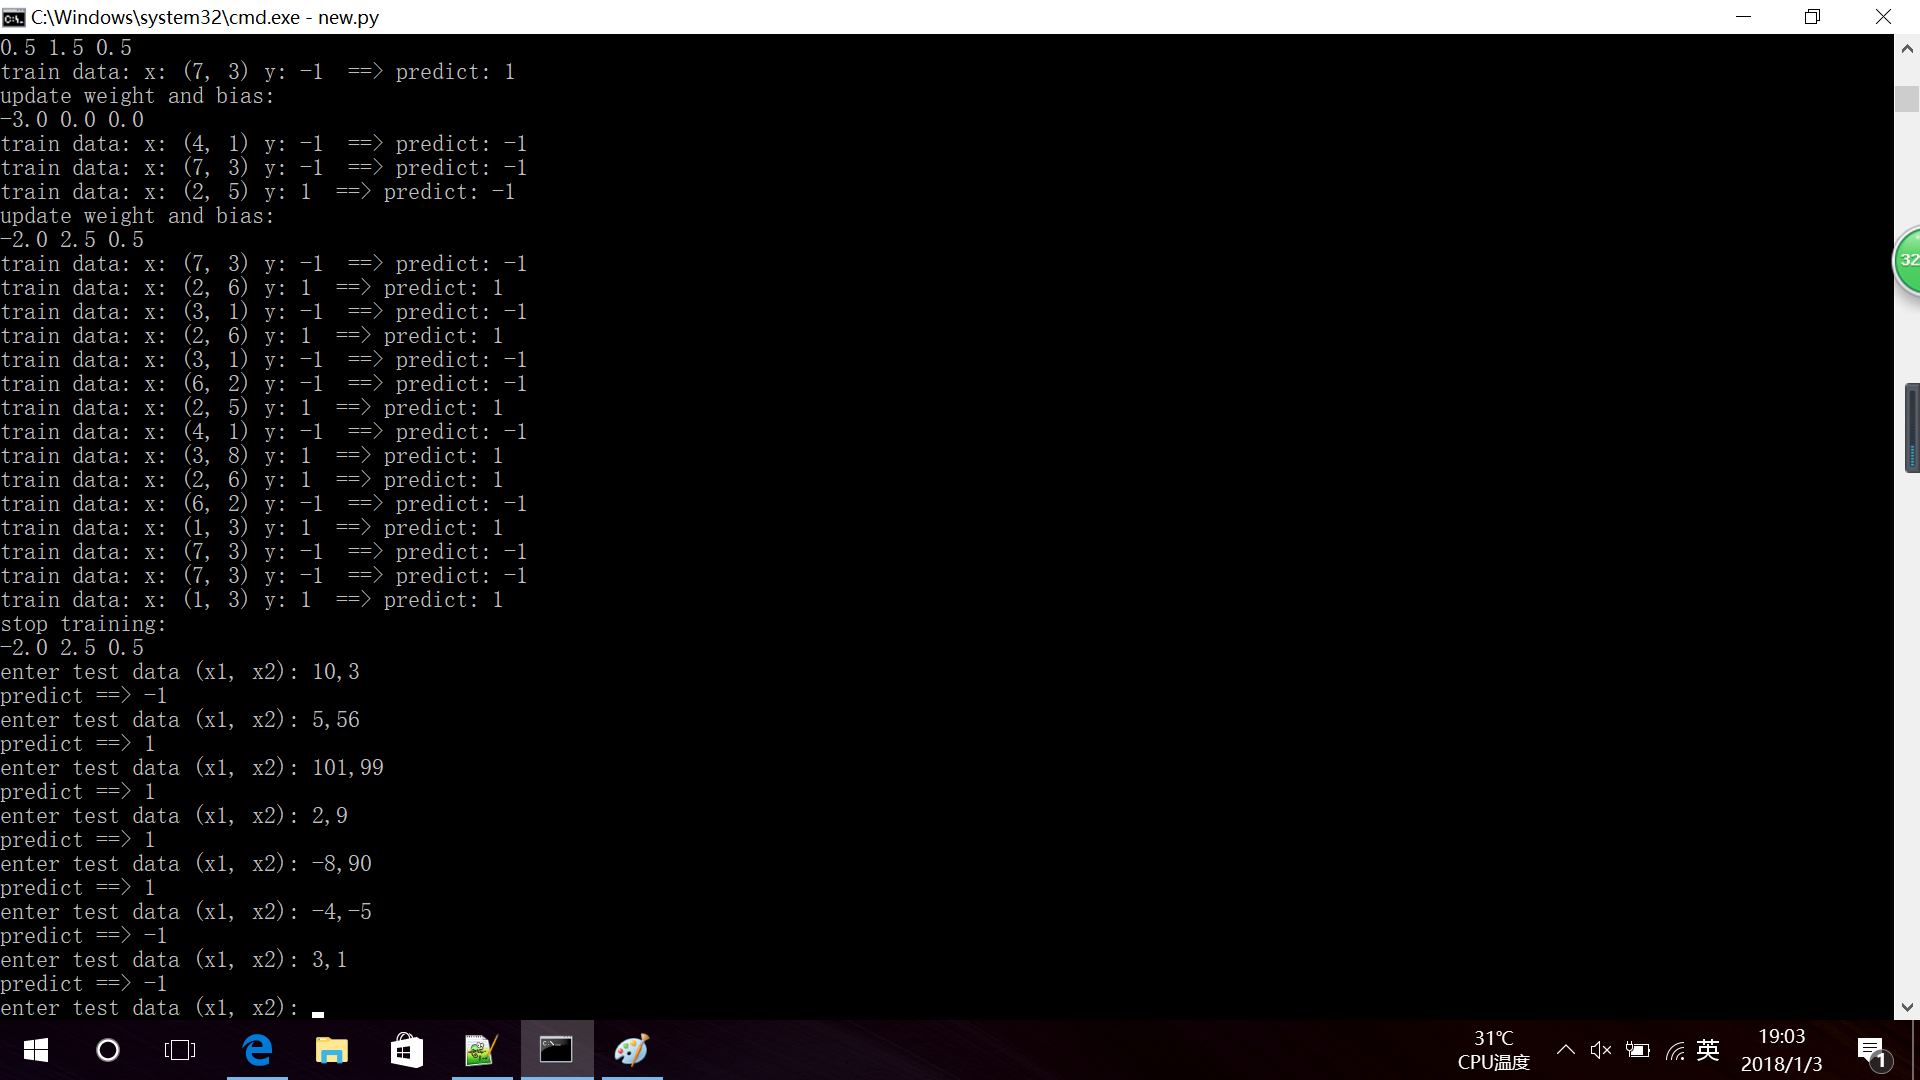 C:\Windows\system32\cmd.exe - new.py
0.5 1.5 0.5
train data: x: (7, 3) y: -1  ==> predict: 1
update weight and bias:
-3.0 0.0 0.0
train data: x: (4, 1) y: -1  ==> predict: -1
train data: x: (7, 3) y: -1  ==> predict: -1
train data: x: (2, 5) y: 1  ==> predict: -1
update weight and bias:
-2.0 2.5 0.5
train data: x: (7, 3) y: -1  ==> predict: -1
train data: x: (2, 6) y: 1  ==> predict: 1
train data: x: (3, 1) y: -1  ==> predict: -1
train data: x: (2, 6) y: 1  ==> predict: 1
train data: x: (3, 1) y: -1  ==> predict: -1
train data: x: (6, 2) y: -1  ==> predict: -1
train data: x: (2, 5) y: 1  ==> predict: 1
train data: x: (4, 1) y: -1  ==> predict: -1
train data: x: (3, 8) y: 1  ==> predict: 1
train data: x: (2, 6) y: 1  ==> predict: 1
train data: x: (6, 2) y: -1  ==> predict: -1
train data: x: (1, 3) y: 1  ==> predict: 1
train data: x: (7, 3) y: -1  ==> predict: -1
train data: x: (7, 3) y: -1  ==> predict: -1
train data: x: (1, 3) y: 1  ==> predict: 1
stop training:
-2.0 2.5 0.5
enter test data (x1, x2): 10,3
predict ==> -1
enter test data (x1, x2): 5,56
predict ==> 1
enter test data (x1, x2): 101,99
predict ==> 1
enter test data (x1, x2): 2,9
predict ==> 1
enter test data (x1, x2): -8,90
predict ==> 1
enter test data (x1, x2): -4,-5
predict ==> -1
enter test data (x1, x2): 3,1
predict ==> -1
enter test data (x1, x2):
32
31℃
CPU温度
英
19:03
2018/1/3
1